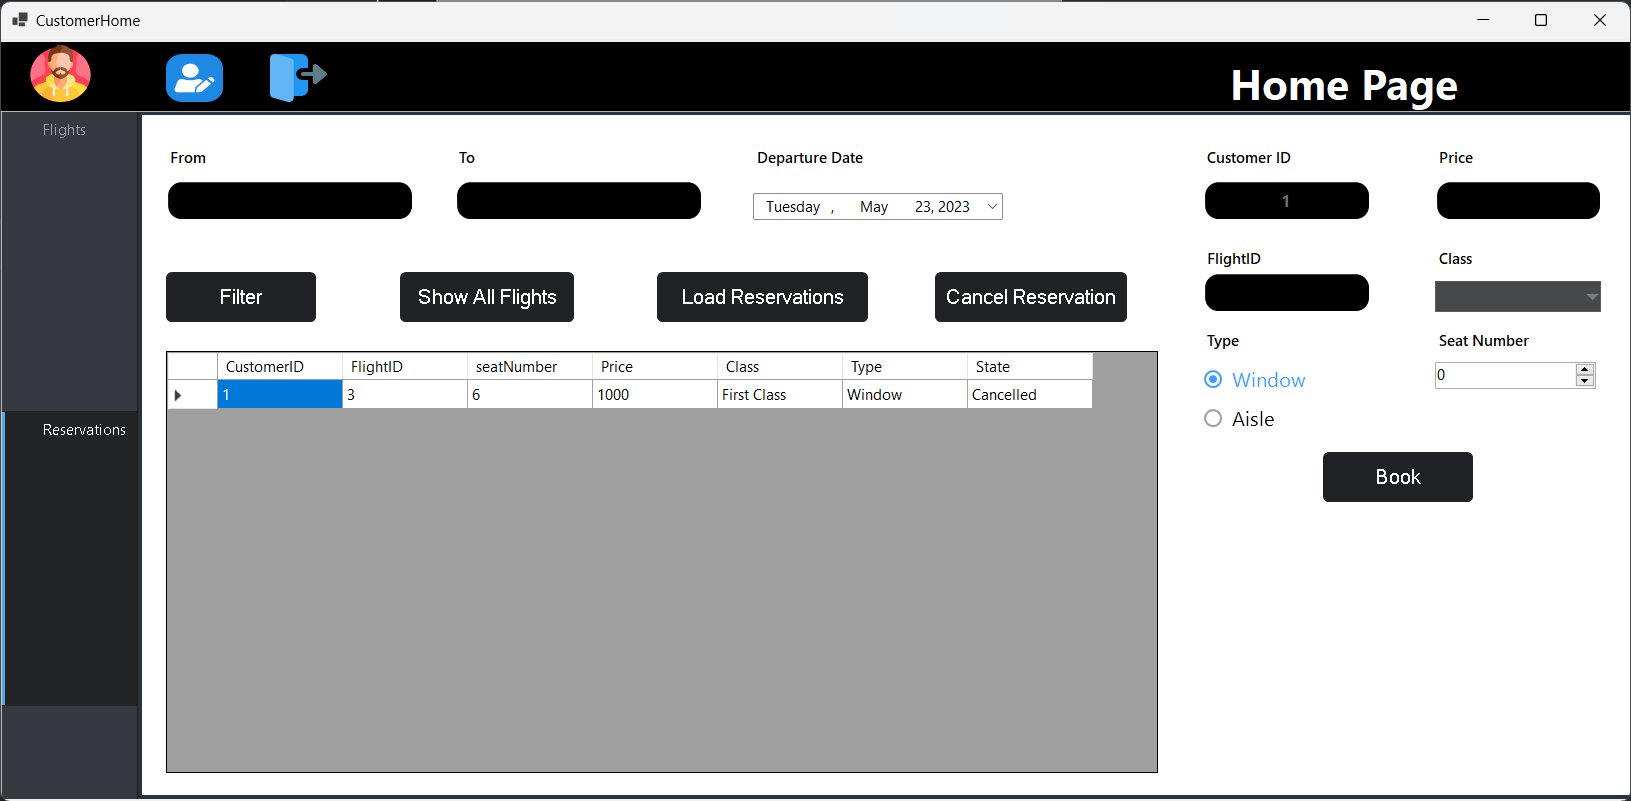 CustomerHome
Home Page
Flights
Reservations
From
To
Departure Date
Customer ID
Price
Tuesday , May 23, 2023
1
FlightID
Class
Filter
Show All Flights
Load Reservations
Cancel Reservation
Type
Seat Number
Window
0
Aisle
Book
CustomerID FlightID seatNumber Price Class Type State
1 3 6 1000 First Class Window Cancelled